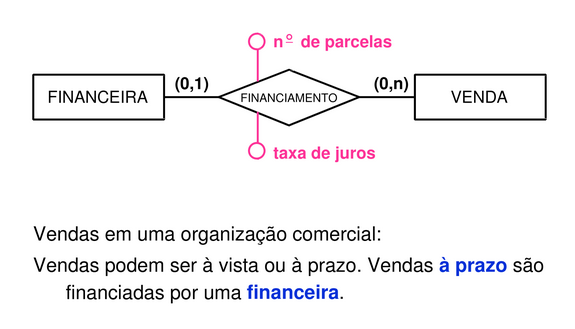 nº de parcelas
(0,1)
(0,n)
FINANCEIRA
FINANCIAMENTO
VENDA
taxa de juros
Vendas em uma organização comercial:
Vendas podem ser à vista ou à prazo. Vendas à prazo são
financiadas por uma financeira.